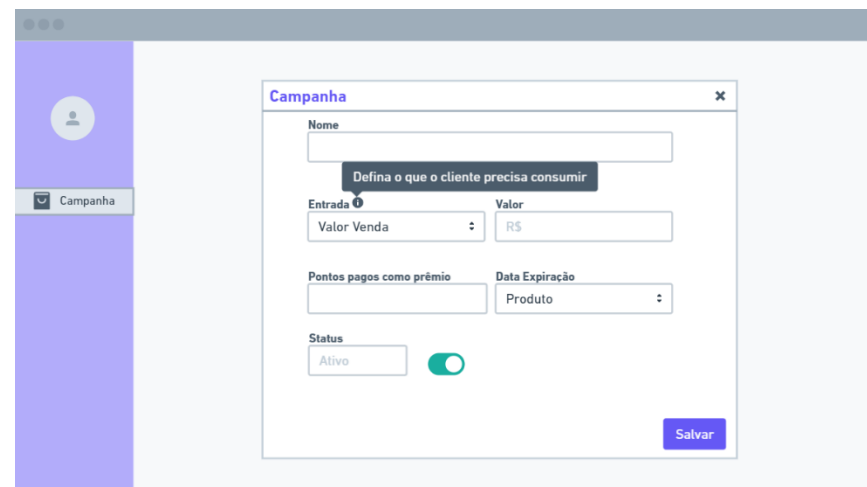 Campanha
Campanha
Nome
Defina o que o cliente precisa consumir
Entrada
Valor
Valor Venda
R$
Pontos pagos como prêmio
Data Expiração
Produto
Status
Ativo
Salvar